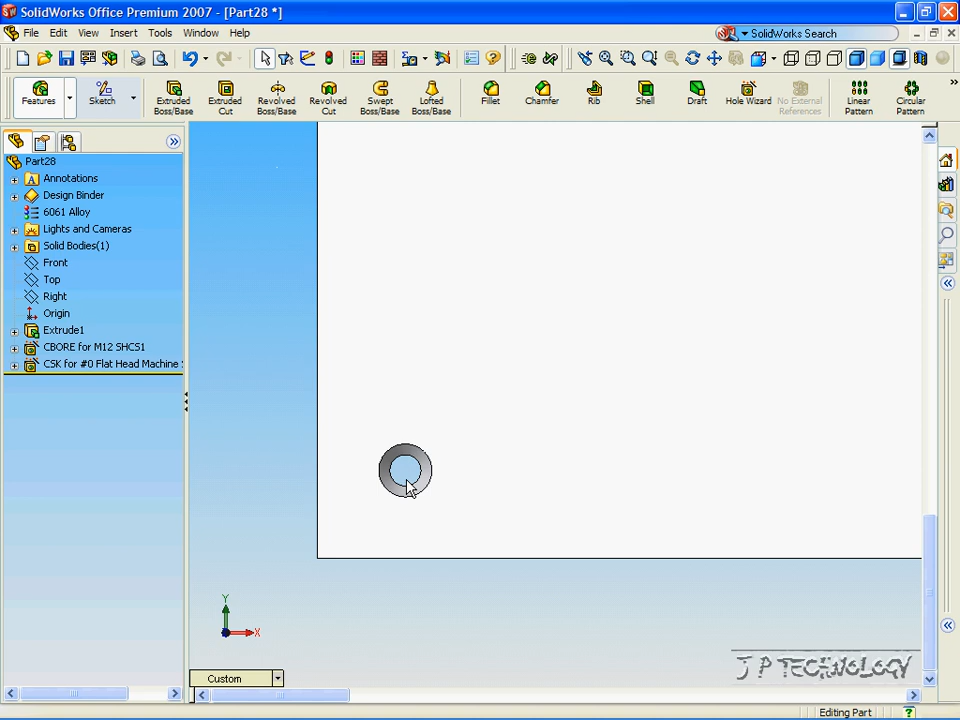 SolidWorks Office Premium 2007 - [Part28 *]
File Edit View Insert Tools Window Help SolidWorks Search
Features Sketch Extruded Boss/Base Extruded Cut Revolved Boss/Base Revolved Cut Swept Boss/Base Lofted Boss/Base Fillet Chamfer Rib Shell Draft Hole Wizard No External References Linear Pattern Circular Pattern
Part28
Annotations
Design Binder
6061 Alloy
Lights and Cameras
Solid Bodies(1)
Front
Top
Right
Origin
Extrude1
CBORE for M12 SHCS1
CSK for #0 Flat Head Machine
Y
X
J P TECHNOLOGY
Custom
Editing Part